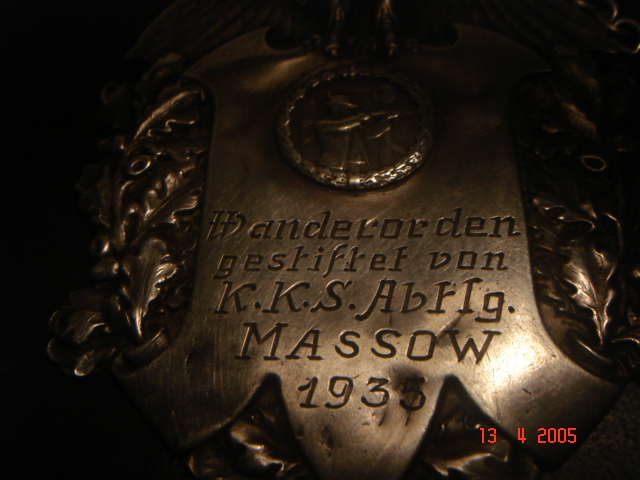 Wanderorden
gestiftet von
K.K.S. Abtlg.
MASSOW
1935
13 4 2005